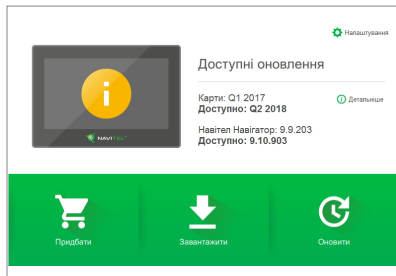 Налаштування
Доступні оновлення
Карти: Q1 2017
Детальніше
Доступно: Q2 2018
Навітел Навігатор: 9.9.203
Доступно: 9.10.903
NAVITEL
Придбати
Завантажити
Оновити